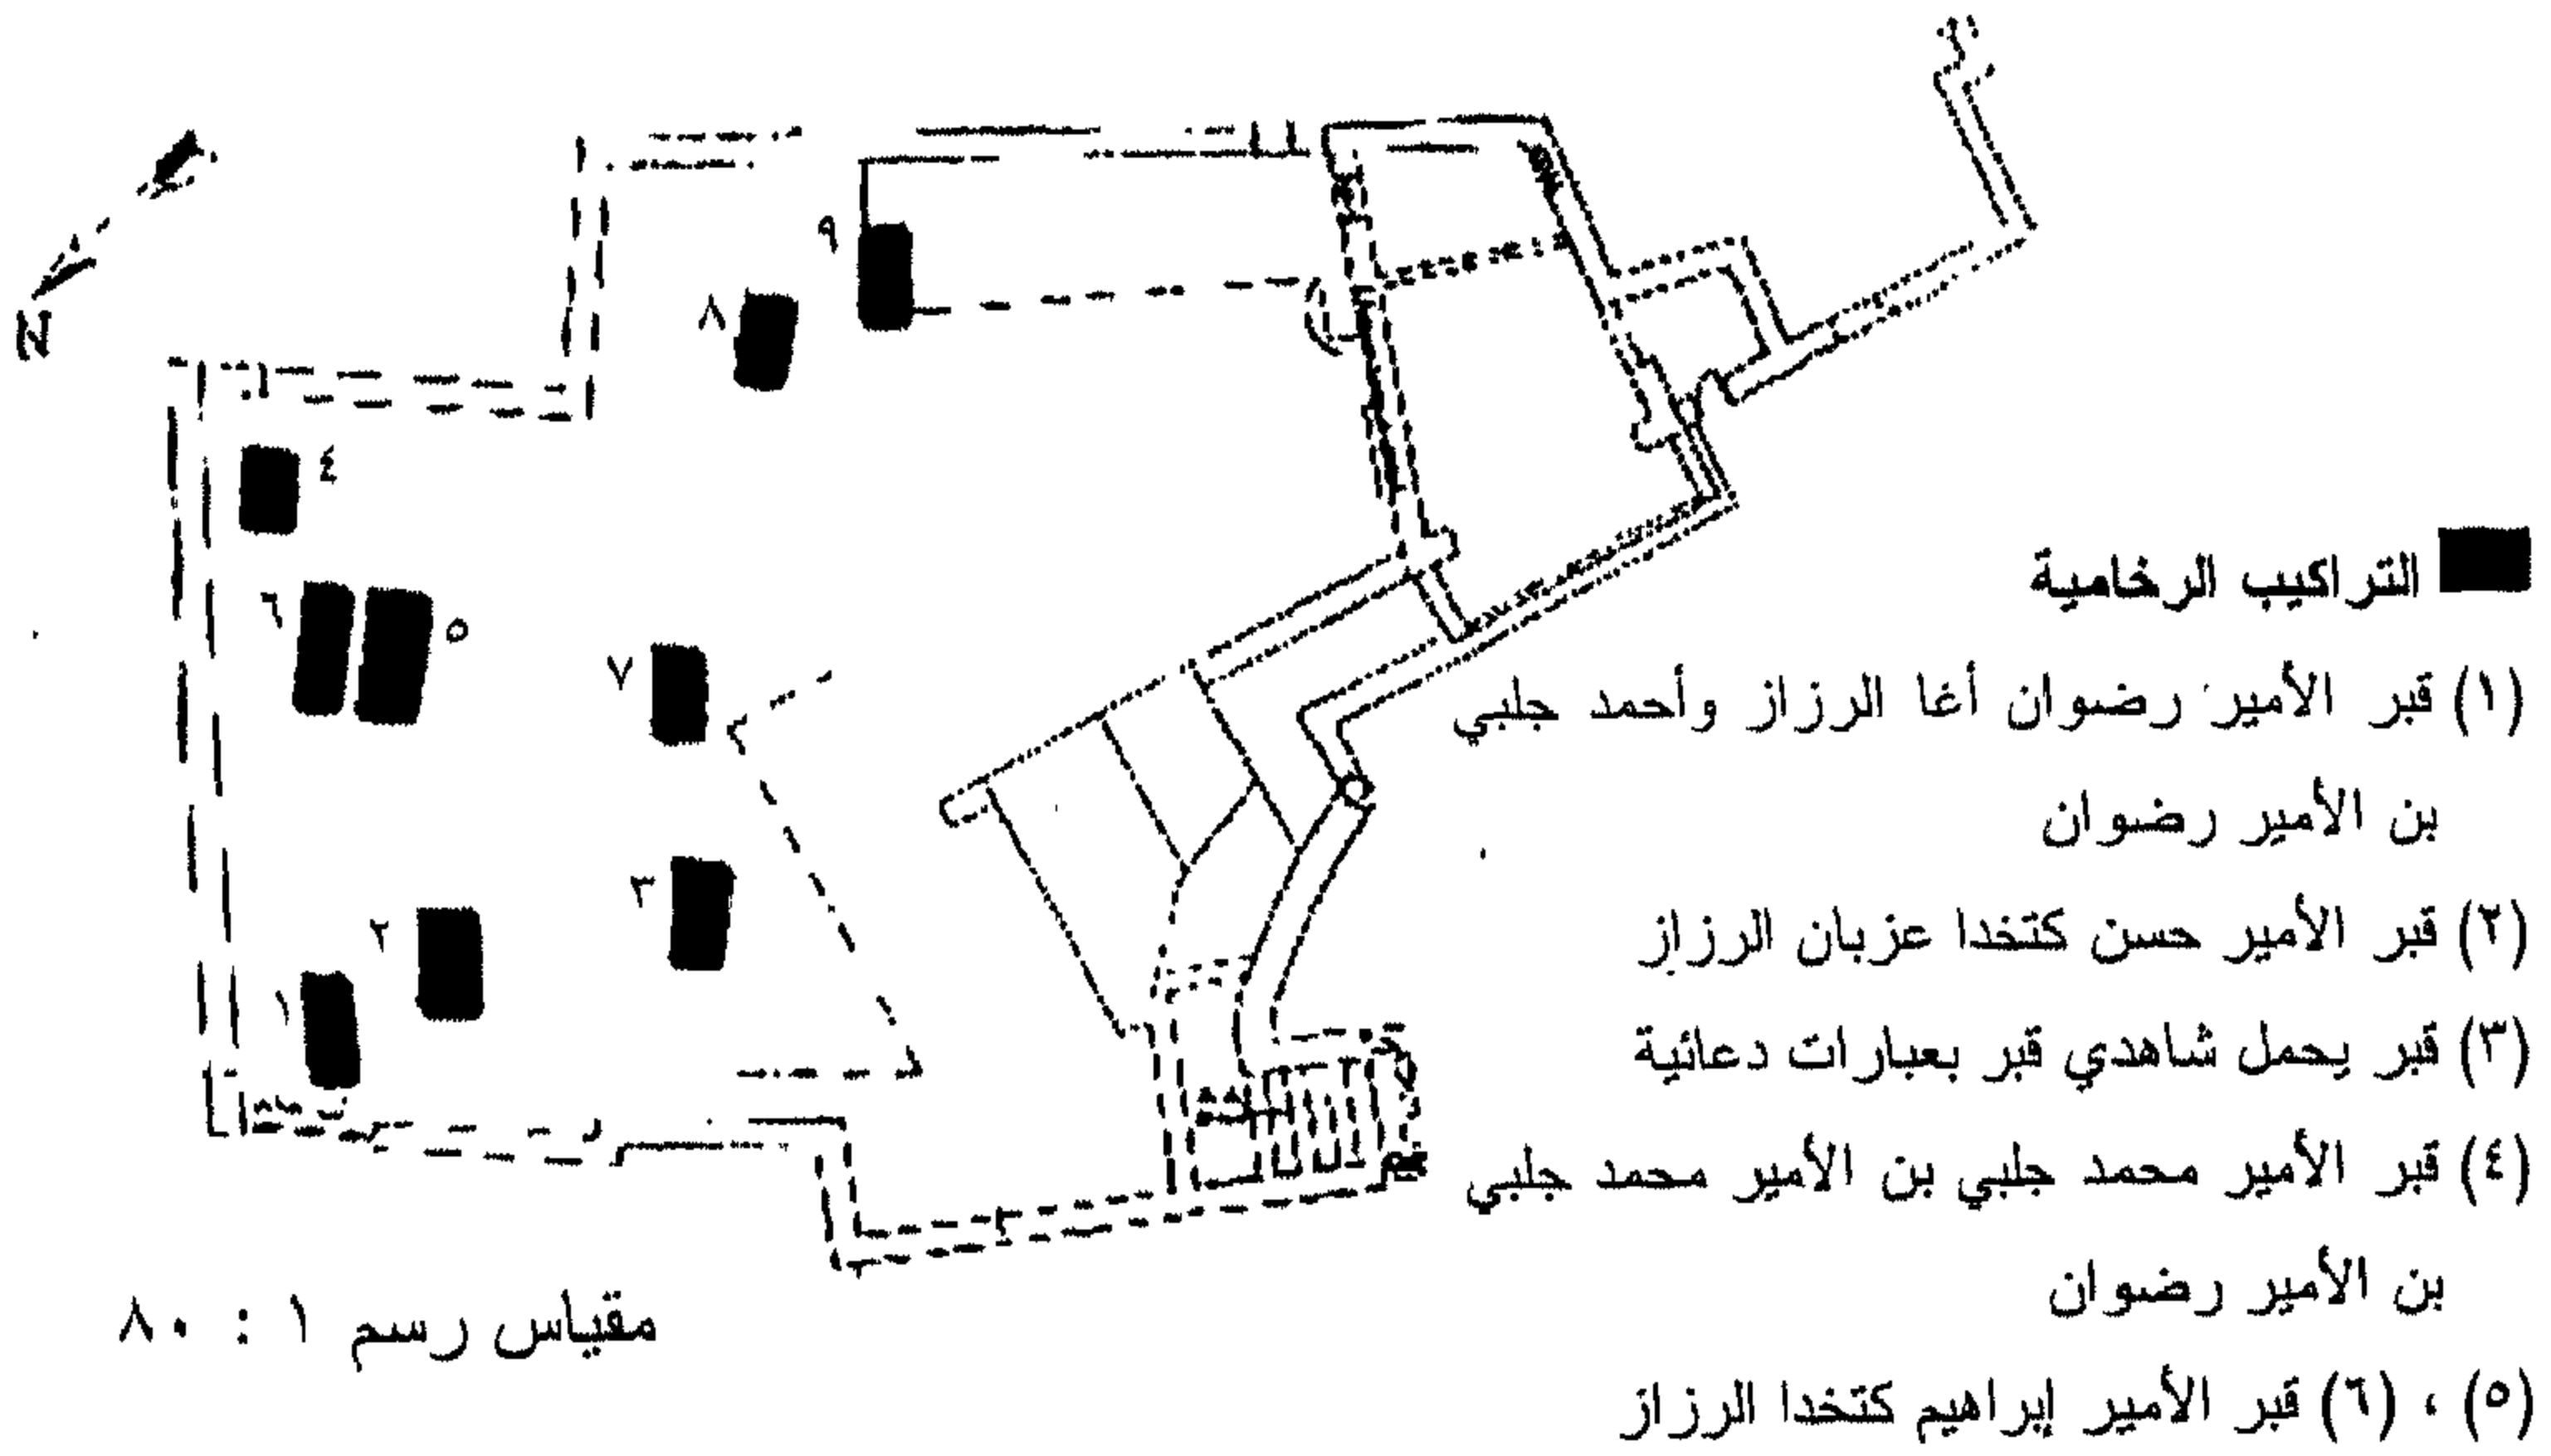 N
٩
٨
٤
٦
٥
٧
٣
٢
١
التراكيب الرخامية
(١) قبر الأمير رضوان أغا الرزاز وأحمد جلبي
بن الأمير رضوان
(٢) قبر الأمير حسن كتخدا عزبان الرزاز
(٣) قبر يحمل شاهدي قبر بعبارات دعائية
(٤) قبر الأمير محمد جلبي بن الأمير محمد جلبي
بن الأمير رضوان
(٥) ، (٦) قبر الأمير إبراهيم كتخدا الرزاز
مقياس رسم ١ : ٨٠